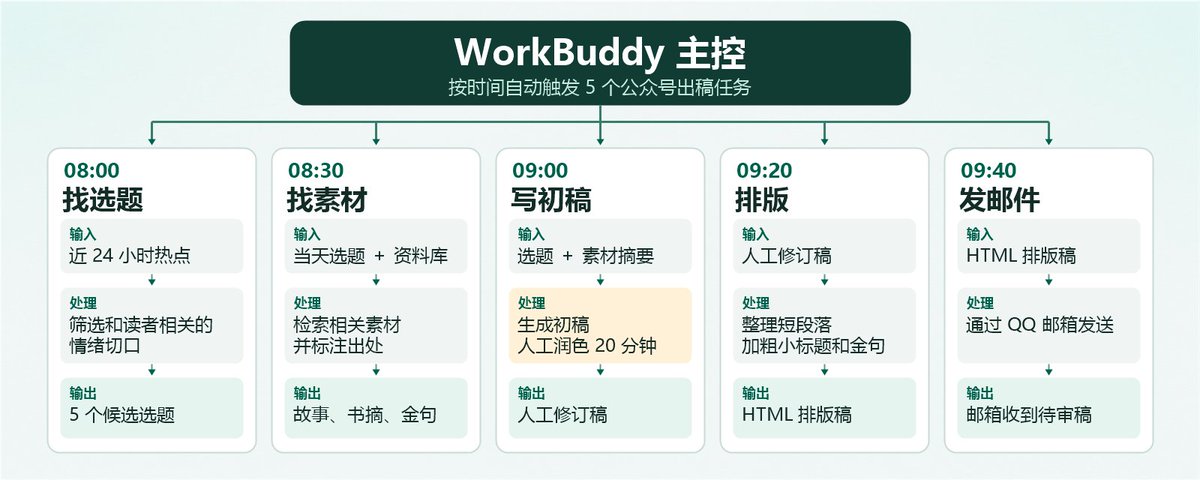 WorkBuddy 主控
按时间自动触发 5 个公众号出稿任务
08:00
找选题
输入
近 24 小时热点
处理
筛选和读者相关的
情绪切口
输出
5 个候选选题
08:30
找素材
输入
当天选题 + 资料库
处理
检索相关素材
并标注出处
输出
故事、书摘、金句
09:00
写初稿
输入
选题 + 素材摘要
处理
生成初稿
人工润色 20 分钟
输出
人工修订稿
09:20
排版
输入
人工修订稿
处理
整理短段落
加粗小标题和金句
输出
HTML 排版稿
09:40
发邮件
输入
HTML 排版稿
处理
通过 QQ 邮箱发送
输出
邮箱收到待审稿